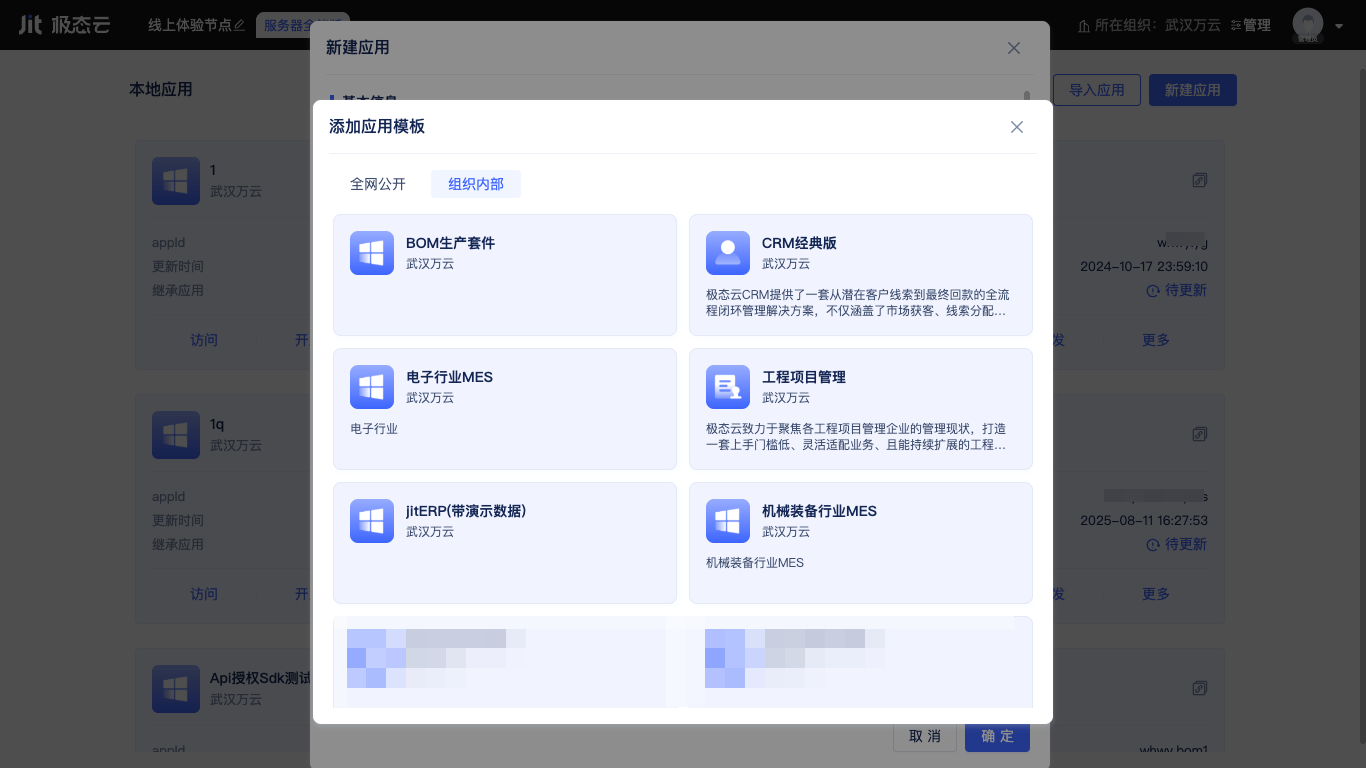 Jit 极态云
线上体验节点
所在组织：武汉万云
管理
新建应用
本地应用
导入应用
新建应用
添加应用模板
全网公开
组织内部
BOM生产套件
武汉万云
CRM经典版
武汉万云
极态云CRM提供了一套从潜在客户线索到最终回款的全流
程闭环管理解决方案，不仅涵盖了市场获客、线索分配...
电子行业MES
武汉万云
电子行业
工程项目管理
武汉万云
极态云致力于聚焦各工程项目管理企业的管理现状，打造
一套上手门槛低、灵活适配业务、且能持续扩展的工程...
jitERP(带演示数据)
武汉万云
机械装备行业MES
武汉万云
机械装备行业MES
1
武汉万云
appId
更新时间
继承应用
访问
开
2024-10-17 23:59:10
待更新
发
更多
1q
武汉万云
appId
更新时间
继承应用
访问
开
2025-08-11 16:27:53
待更新
发
更多
Api授权Sdk测试
武汉万云
appId
whwy.bom1
取 消
确 定